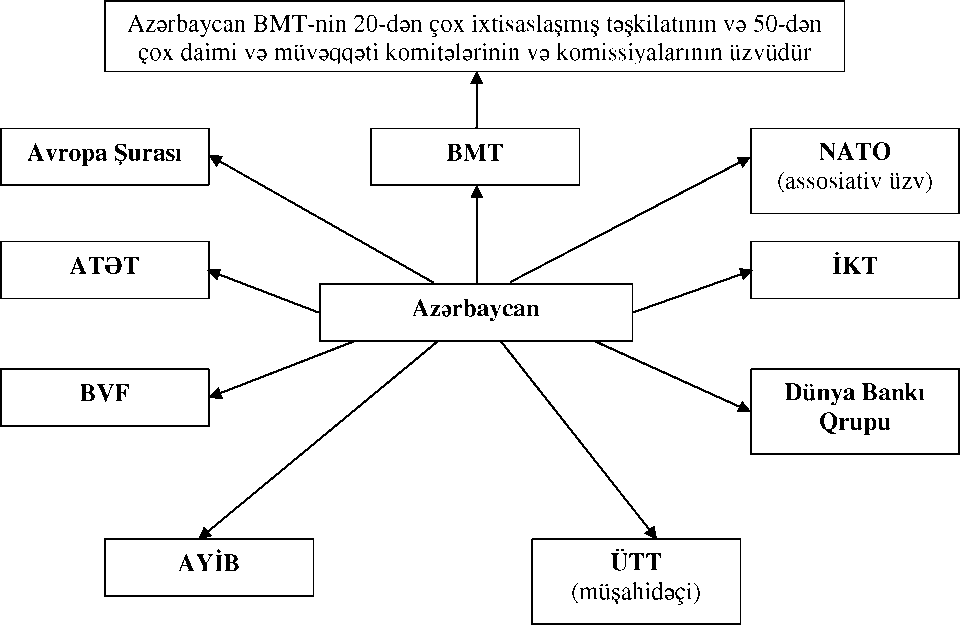 Azərbaycan BMT-nin 20-dən çox ixtisaslaşmış təşkilatının və 50-dən
çox daimi və müvəqqəti komitələrinin və komissiyalarının üzvüdür
Avropa Şurası
BMT
NATO
(assosiativ üzv)
ATƏT
İKT
Azərbaycan
BVF
Dünya Bankı
Qrupu
AYİB
ÜTT
(müşahidəçi)